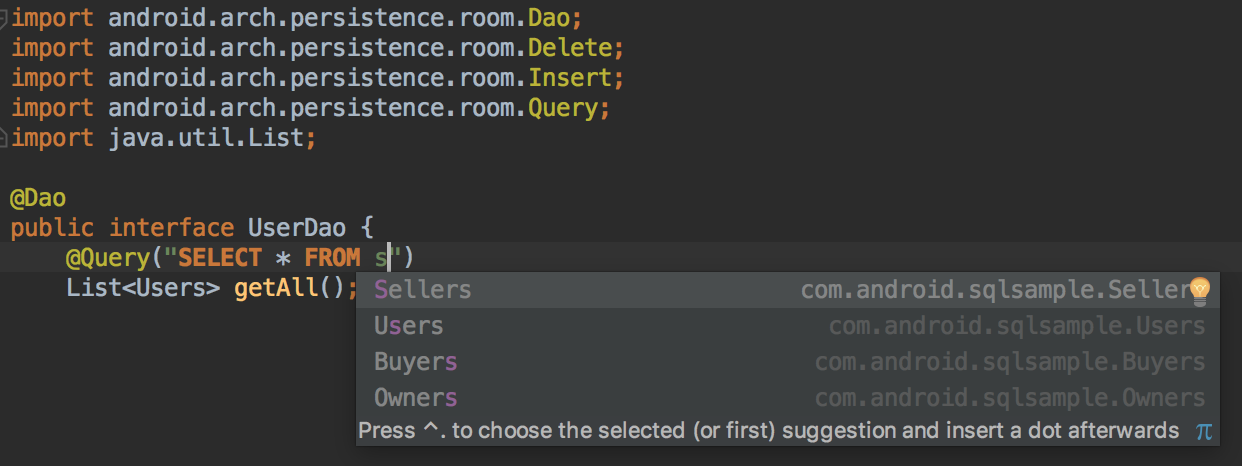 import android.arch.persistence.room.Dao;
import android.arch.persistence.room.Delete;
import android.arch.persistence.room.Insert;
import android.arch.persistence.room.Query;
import java.util.List;
@Dao
public interface UserDao {
@Query("SELECT * FROM s")
List<Users> getAll();
Sellers com.android.sqlsample.Seller
Users com.android.sqlsample.Users
Buyers com.android.sqlsample.Buyers
Owners com.android.sqlsample.Owners
Press ^. to choose the selected (or first) suggestion and insert a dot afterwards π